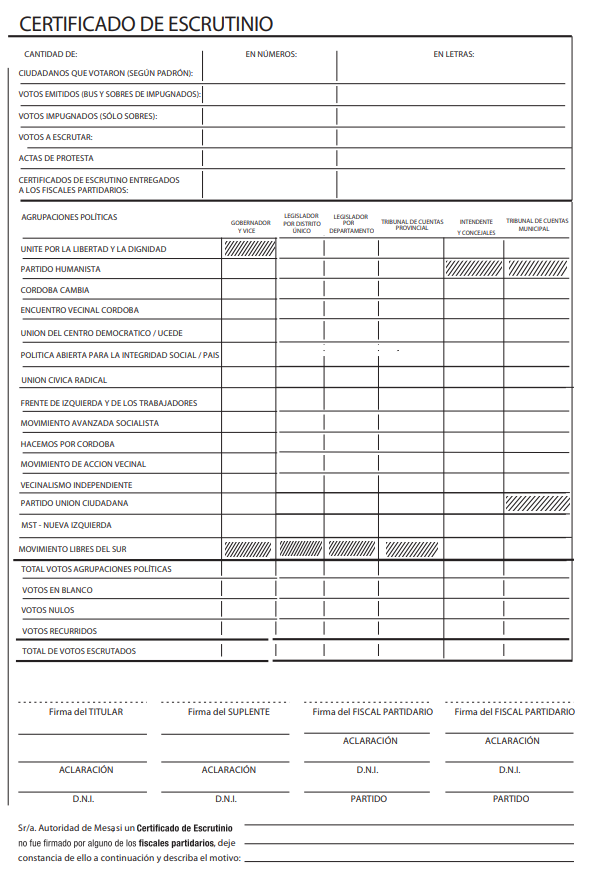 CERTIFICADO DE ESCRUTINIO
CANTIDAD DE: EN NÚMEROS: EN LETRAS:
CIUDADANOS QUE VOTARON (SEGÚN PADRÓN):
VOTOS EMITIDOS (BUS Y SOBRES DE IMPUGNADOS):
VOTOS IMPUGNADOS (SÓLO SOBRES):
VOTOS A ESCRUTAR:
ACTAS DE PROTESTA
CERTIFICADOS DE ESCRUTINO ENTREGADOS
A LOS FISCALES PARTIDARIOS:
AGRUPACIONES POLÍTICAS
GOBERNADOR
Y VICE
LEGISLADOR
POR DISTRITO
ÚNICO
LEGISLADOR
POR
DEPARTAMENTO
TRIBUNAL DE CUENTAS
PROVINCIAL
INTENDENTE
Y CONCEJALES
TRIBUNAL DE CUENTAS
MUNICIPAL
UNITE POR LA LIBERTAD Y LA DIGNIDAD
PARTIDO HUMANISTA
CORDOBA CAMBIA
ENCUENTRO VECINAL CORDOBA
UNION DEL CENTRO DEMOCRATICO / UCEDE
POLITICA ABIERTA PARA LA INTEGRIDAD SOCIAL / PAIS
UNION CIVICA RADICAL
FRENTE DE IZQUIERDA Y DE LOS TRABAJADORES
MOVIMIENTO AVANZADA SOCIALISTA
HACEMOS POR CORDOBA
MOVIMIENTO DE ACCION VECINAL
VECINALISMO INDEPENDIENTE
PARTIDO UNION CIUDADANA
MST - NUEVA IZQUIERDA
MOVIMIENTO LIBRES DEL SUR
TOTAL VOTOS AGRUPACIONES POLÍTICAS
VOTOS EN BLANCO
VOTOS NULOS
VOTOS RECURRIDOS
TOTAL DE VOTOS ESCRUTADOS
Firma del TITULAR Firma del SUPLENTE Firma del FISCAL PARTIDARIO Firma del FISCAL PARTIDARIO
ACLARACIÓN ACLARACIÓN
ACLARACIÓN ACLARACIÓN D.N.I. D.N.I.
D.N.I. D.N.I. PARTIDO PARTIDO
Sr/a. Autoridad de Mesasi un Certificado de Escrutinio
no fue firmado por alguno de los fiscales partidarios, deje
constancia de ello a continuación y describa el motivo: